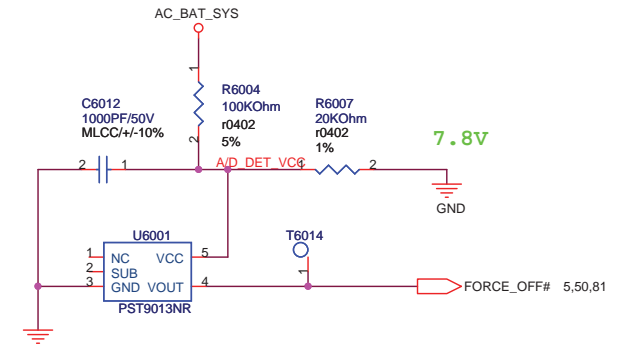 AC_BAT_SYS
1
R6004
100KOhm
r0402
5%
2
C6012
1000PF/50V
MLCC/+/-10%
R6007
20KOhm
r0402
1%
7.8V
2 1
A/D_DET_VCC
1 2
GND
U6001
1 NC VCC 5
2 SUB
3 GND VOUT 4
PST9013NR
T6014
1
FORCE_OFF# 5,50,81